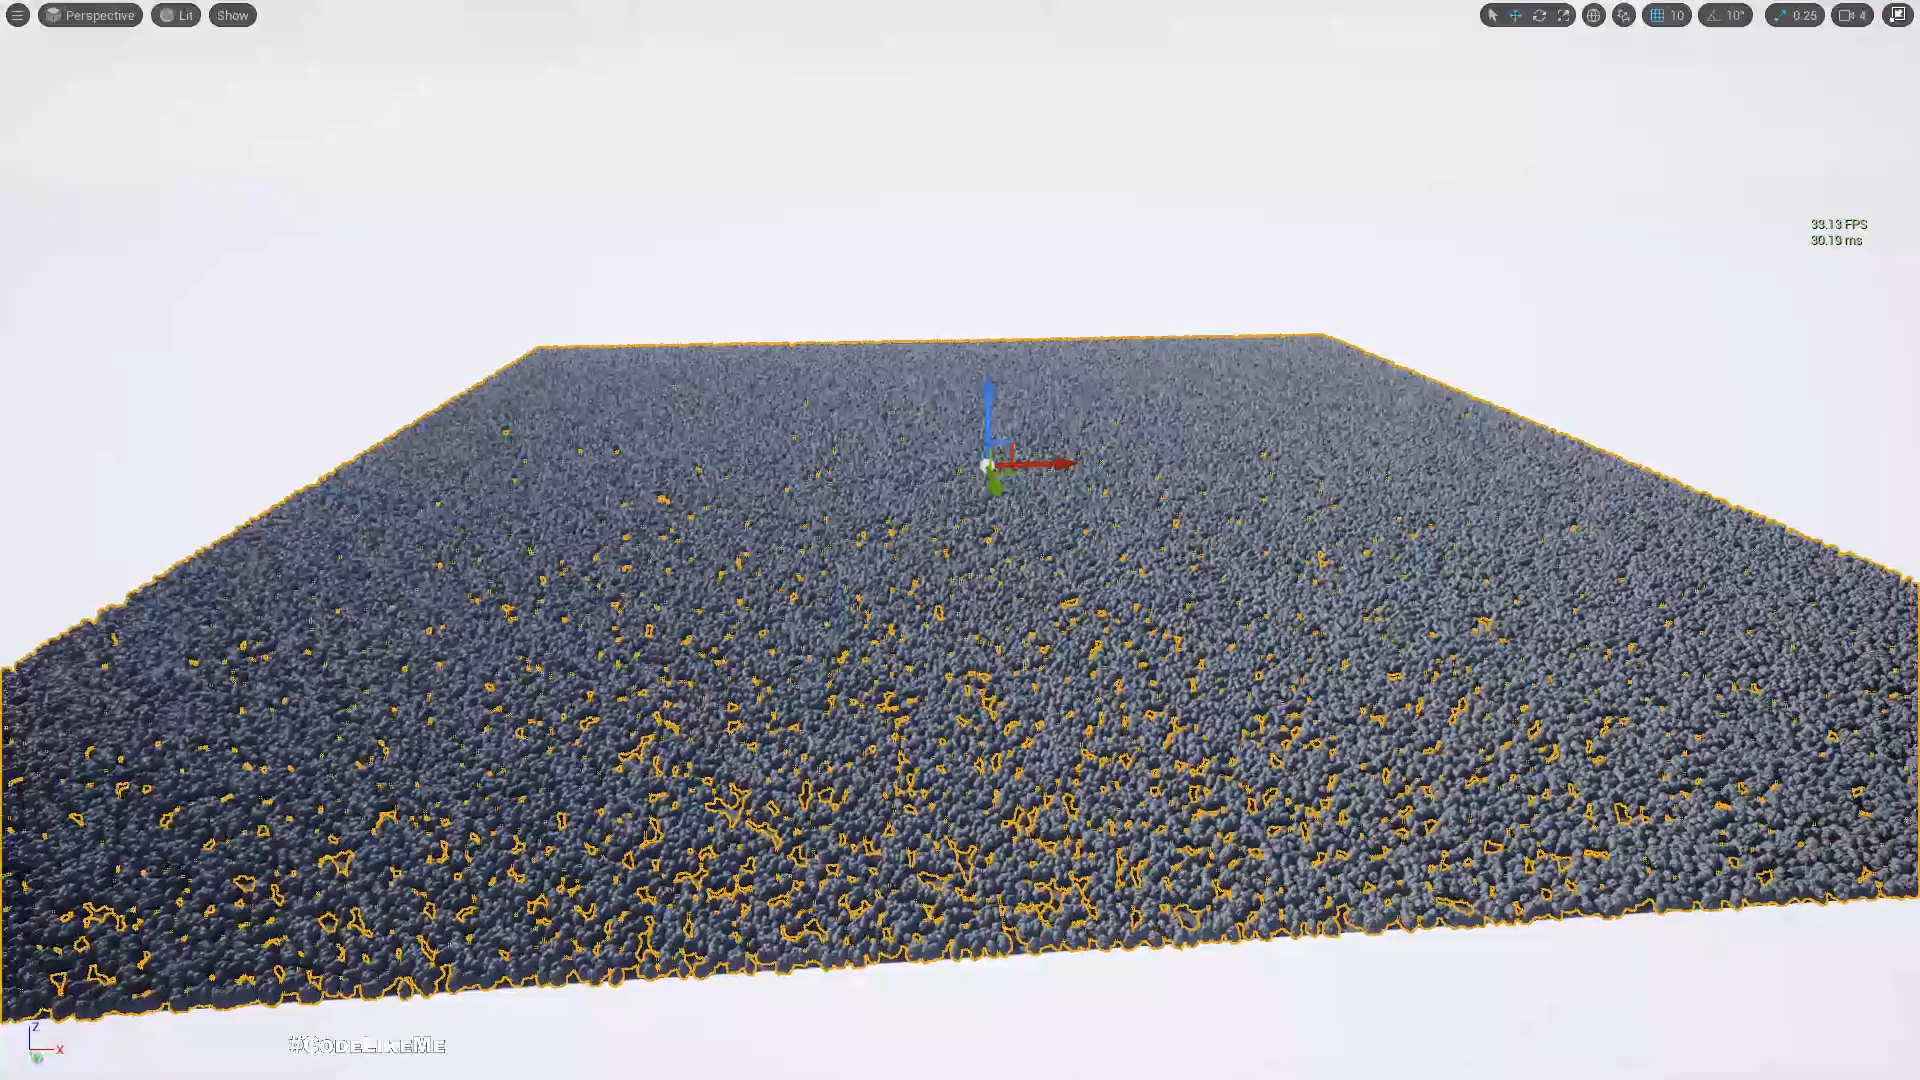 Perspective Lit Show 10 10° 0.25 4
33.13 FPS
30.19 ms
Z
X
#CodeLikeMe